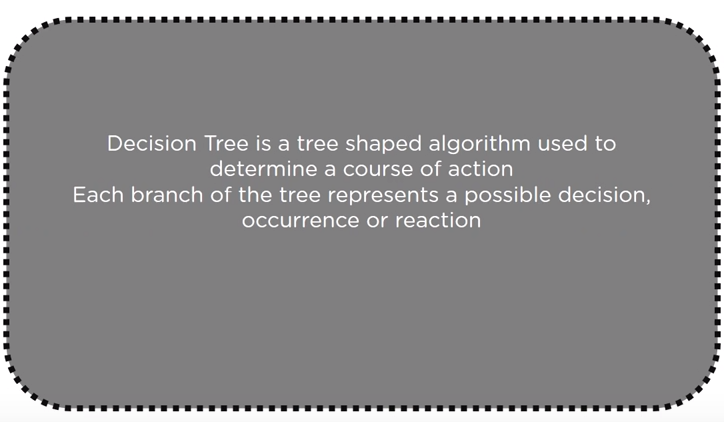 Decision Tree is a tree shaped algorithm used to
determine a course of action
Each branch of the tree represents a possible decision,
occurrence or reaction